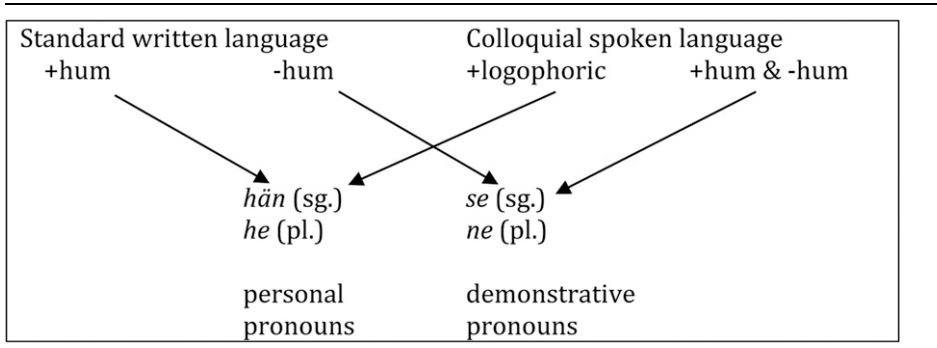 Standard written language Colloquial spoken language
+hum -hum +logophoric +hum & -hum
hän (sg.) se (sg.)
he (pl.) ne (pl.)
personal demonstrative
pronouns pronouns